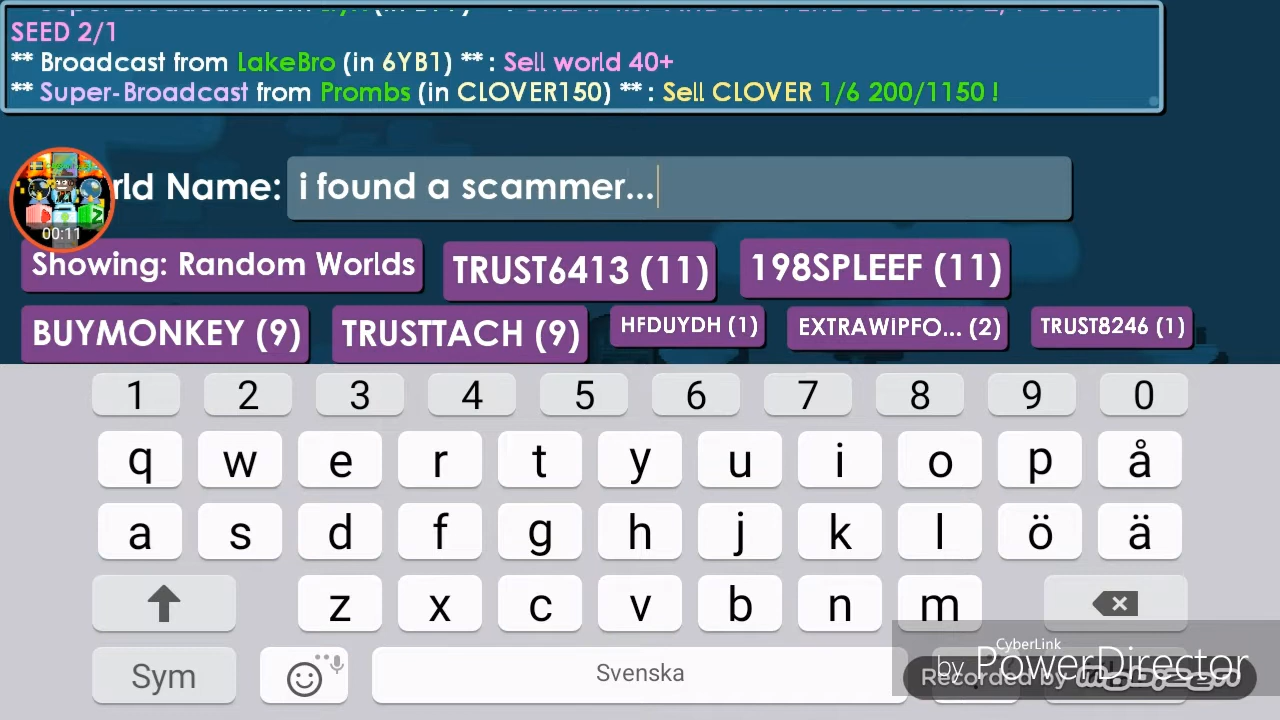 SEED 2/1
** Broadcast from LakeBro (in 6YB1) ** : Sell world 40+
** Super-Broadcast from Prombs (in CLOVER150) ** : Sell CLOVER 1/6 200/1150 !
rld Name: i found a scammer...
00:11
Showing: Random Worlds TRUST6413 (11) 198SPLEEF (11)
BUYMONKEY (9) TRUSTTACH (9) HFDUYDH (1) EXTRAWIPFO... (2) TRUST8246 (1)
1 2 3 4 5 6 7 8 9 0
q w e r t y u i o p å
a s d f g h j k l ö ä
z x c v b n m
Sym Svenska
CyberLink
by PowerDirector
Recorded by mobizen